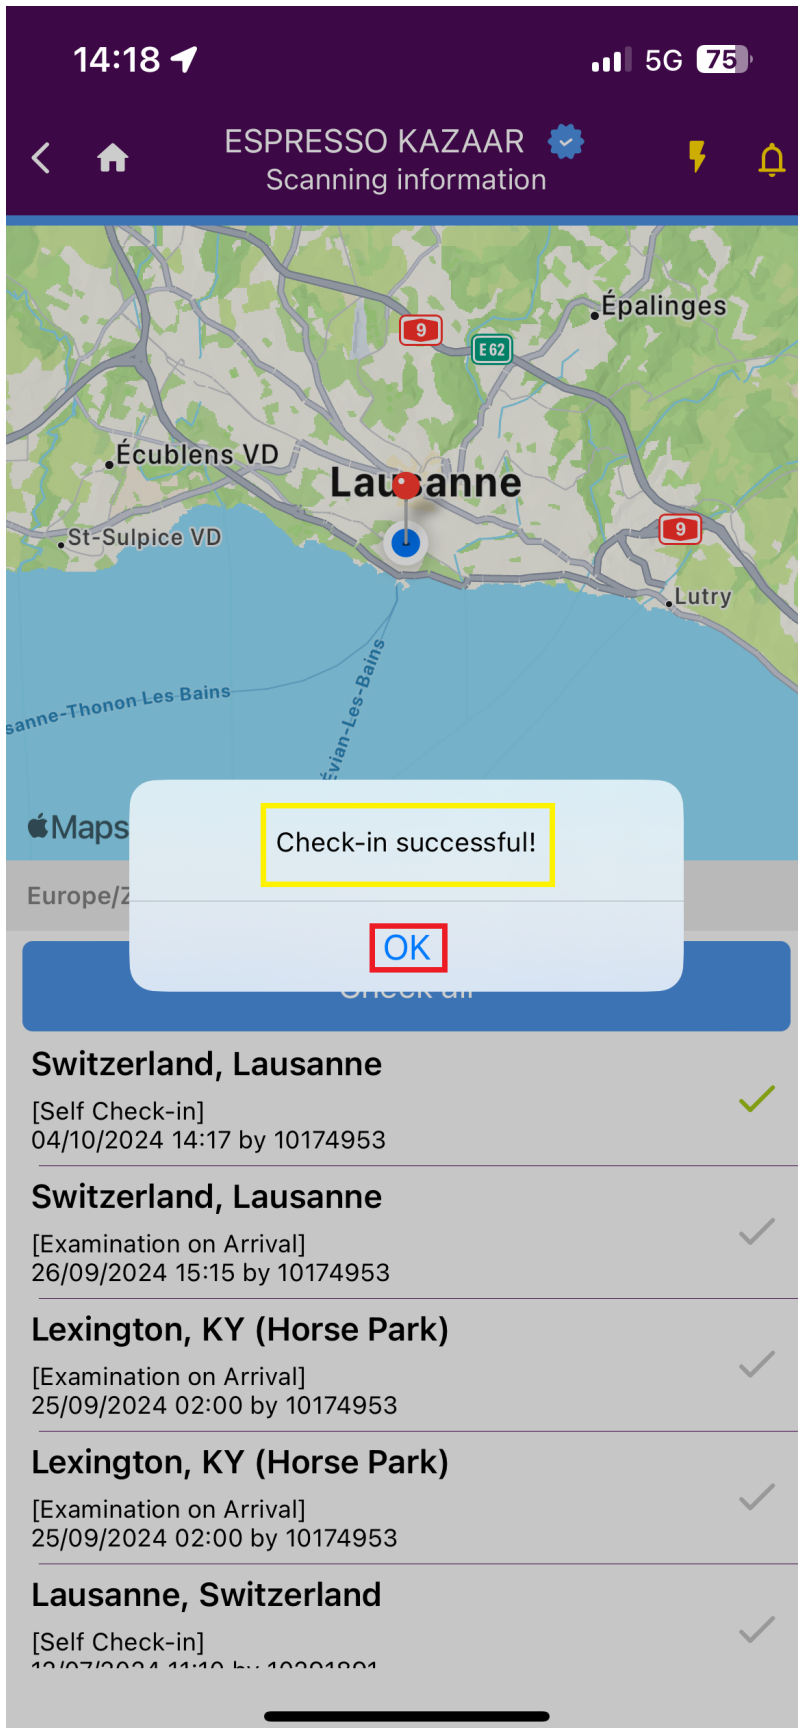 14:18
5G
75
ESPRESSO KAZAAR
Scanning information
Épalinges
9
E 62
Écublens VD
Lausanne
St-Sulpice VD
9
Lutry
sanne-Thonon Les Bains
Évian-Les-Bains
Maps
Check-in successful!
Europe/Z
OK
Check all
Switzerland, Lausanne
[Self Check-in]
04/10/2024 14:17 by 10174953
Switzerland, Lausanne
[Examination on Arrival]
26/09/2024 15:15 by 10174953
Lexington, KY (Horse Park)
[Examination on Arrival]
25/09/2024 02:00 by 10174953
Lexington, KY (Horse Park)
[Examination on Arrival]
25/09/2024 02:00 by 10174953
Lausanne, Switzerland
[Self Check-in]